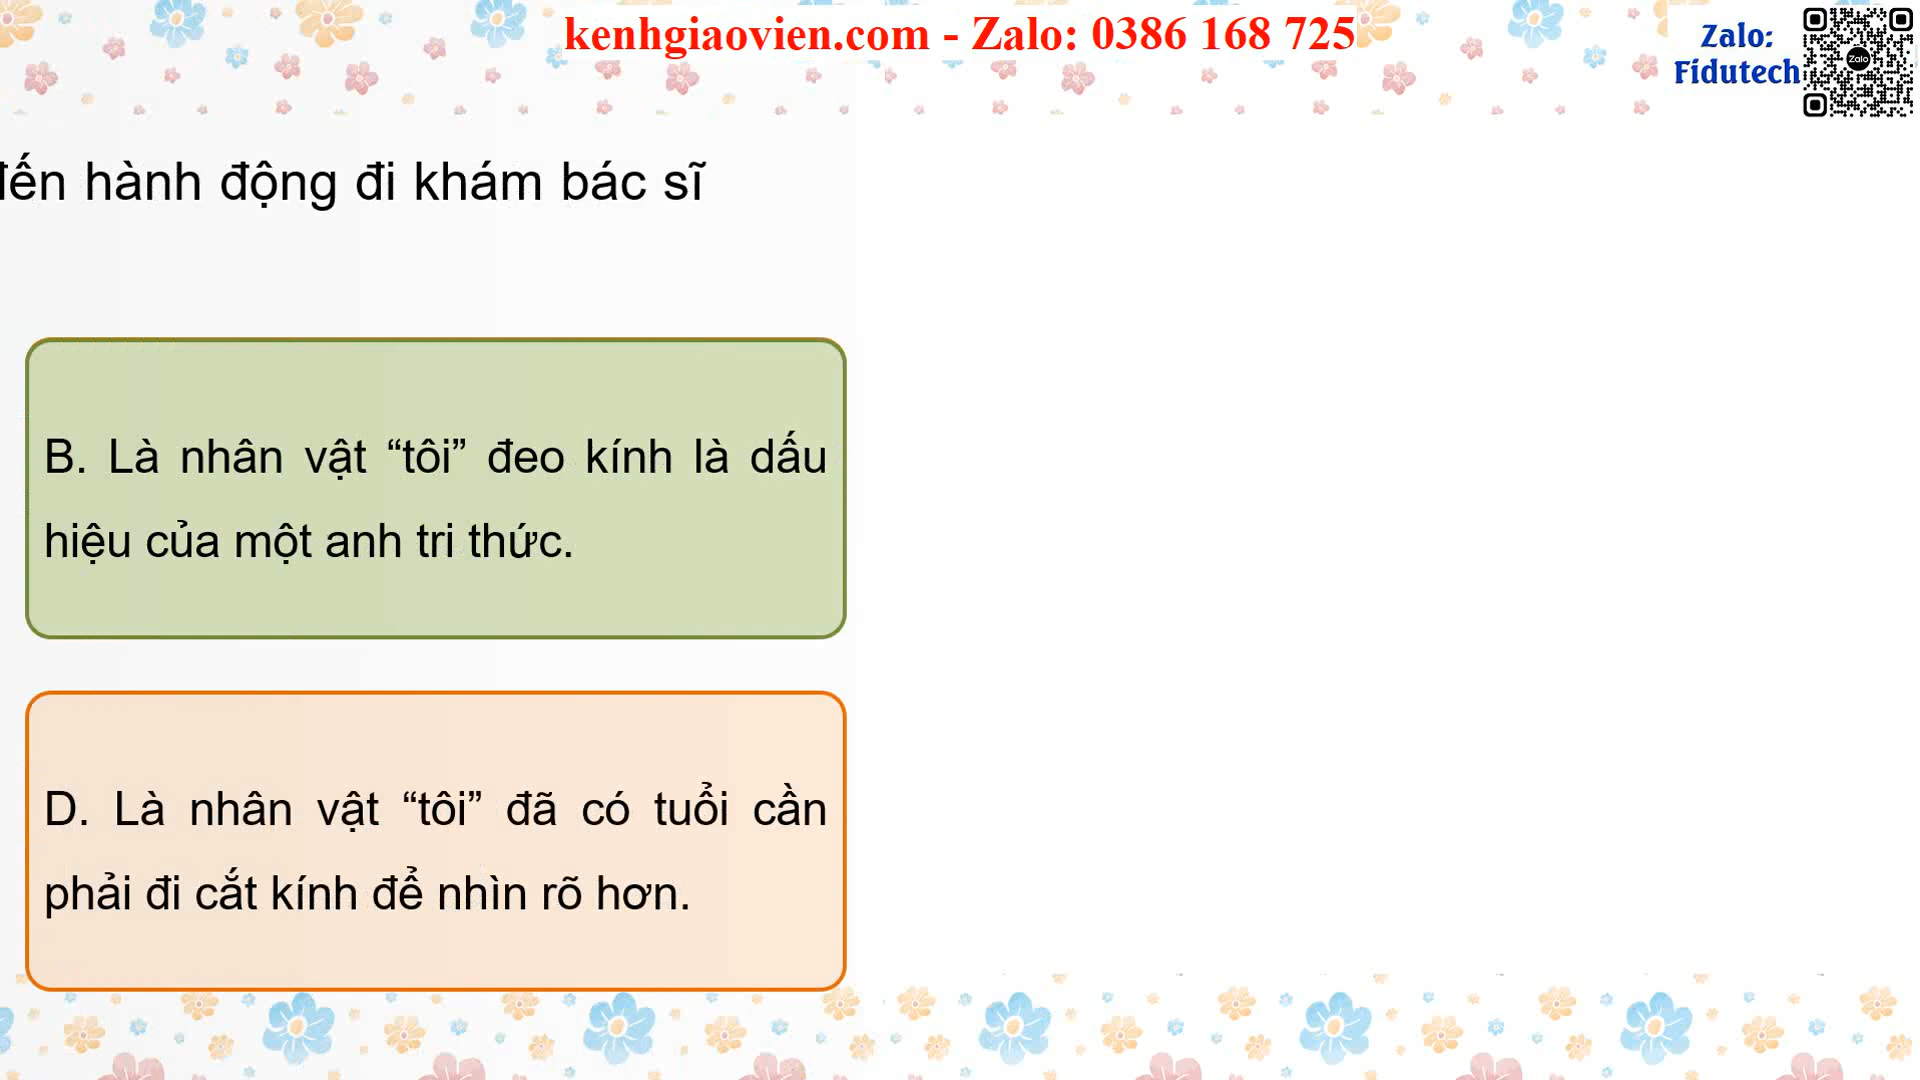 kenhgiaovien.com - Zalo: 0386 168 725
Zalo:
Fidutech
Zalo
đến hành động đi khám bác sĩ
B. Là nhân vật “tôi” đeo kính là dấu
hiệu của một anh tri thức.
D. Là nhân vật “tôi” đã có tuổi cần
phải đi cắt kính để nhìn rõ hơn.